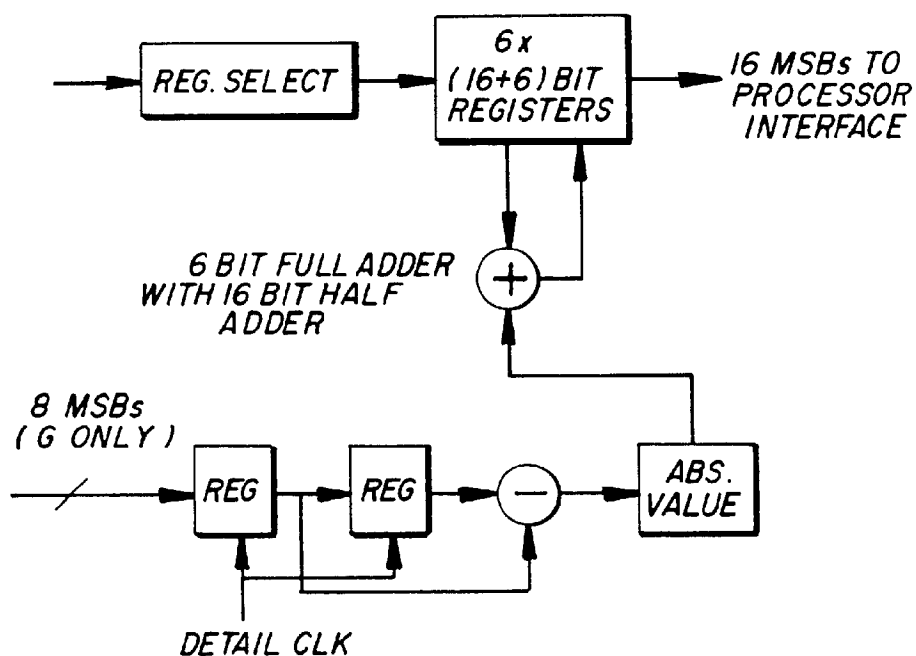 REG. SELECT
6x
(16+6) BIT
REGISTERS
16 MSBs TO
PROCESSOR
INTERFACE
6 BIT FULL ADDER
WITH 16 BIT HALF
ADDER
+
8 MSBs
(G ONLY)
REG
REG
−
ABS.
VALUE
DETAIL CLK